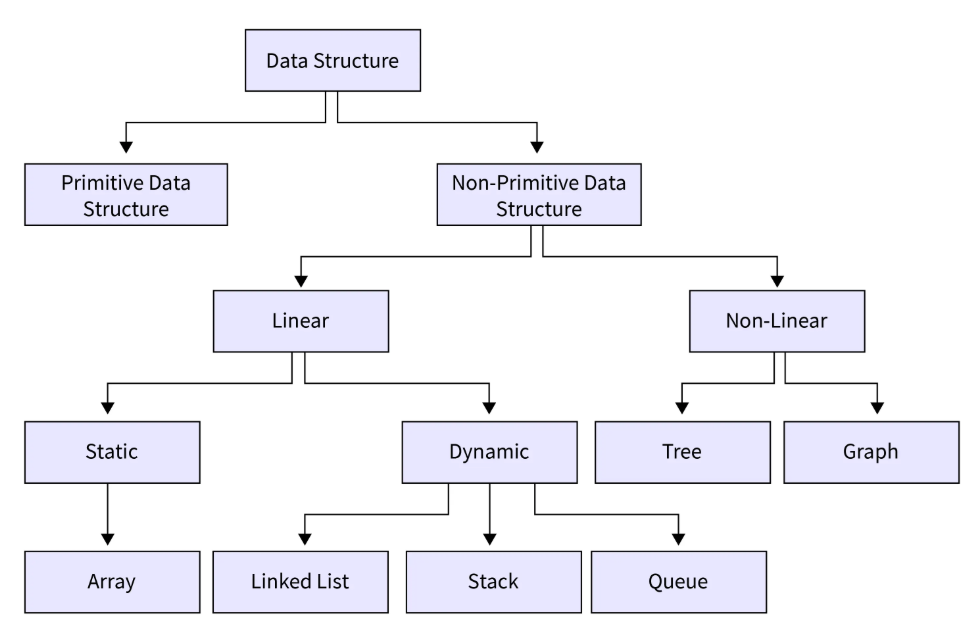 Data Structure
Primitive Data
Structure
Non-Primitive Data
Structure
Linear
Non-Linear
Static
Dynamic
Tree
Graph
Array
Linked List
Stack
Queue